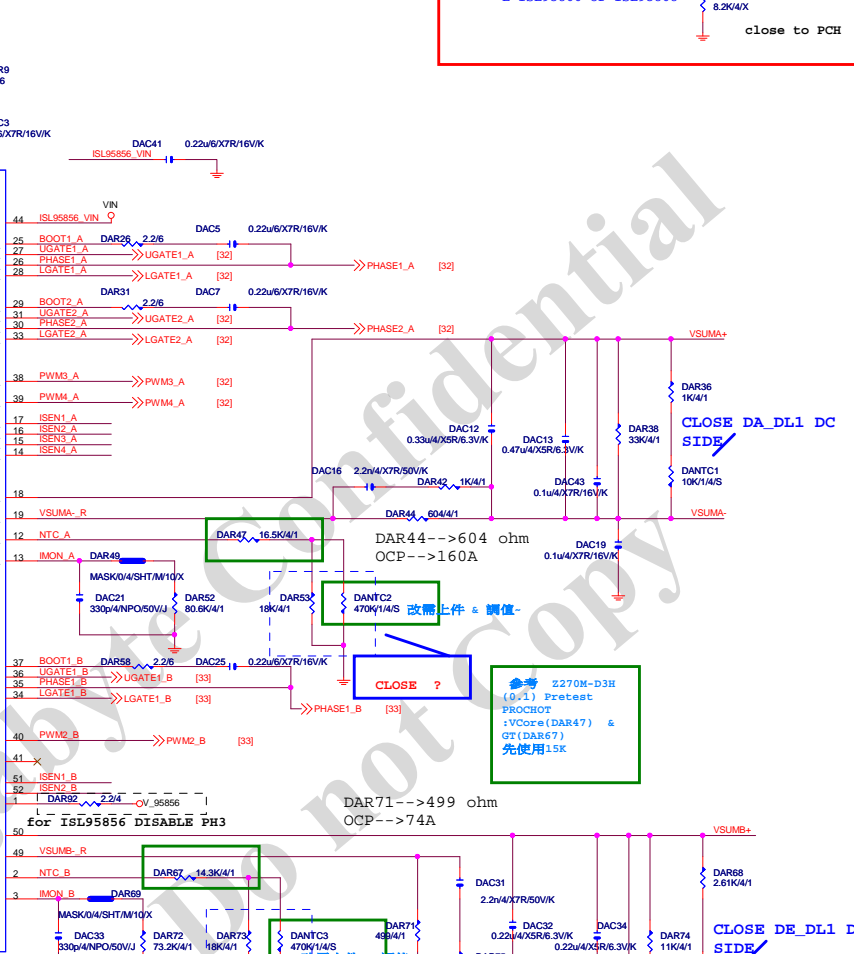 8.2K/4/X
close to PCH
DAC41 0.22u/6/X7R/16V/K
ISL95856_VIN
VIN
44 ISL95856_VIN
DAC5 0.22u/6/X7R/16V/K
25 BOOT1_A DAR26 2.2/6
27 UGATE1_A UGATE1_A [32]
26 PHASE1_A PHASE1_A [32]
28 LGATE1_A LGATE1_A [32]
DAR31 DAC7 0.22u/6/X7R/16V/K
29 BOOT2_A 2.2/6
31 UGATE2_A UGATE2_A [32]
30 PHASE2_A PHASE2_A [32]
33 LGATE2_A LGATE2_A [32]
VSUMA+
38 PWM3_A PWM3_A [32]
39 PWM4_A PWM4_A [32]
DAR36
1K/4/1
17 ISEN1_A
16 ISEN2_A
15 ISEN3_A
14 ISEN4_A
DAC12
0.33u/4/X5R/6.3V/K
DAC13
0.47u/4/X5R/6.3V/K
DAR38
33K/4/1
CLOSE DA_DL1 DC
SIDE
DAC16 2.2n/4/X7R/50V/K
DAR42 1K/4/1
DAC43
0.1u/4/X7R/16V/K
DANTC1
10K/1/4/S
18
19 VSUMA-_R
DAR44 604/4/1
VSUMA-
12 NTC_A DAR47 16.5K/4/1
DAR44-->604 ohm
OCP-->160A
DAC19
0.1u/4/X7R/16V/K
13 IMON_A DAR49
MASK/0/4/SHT/M/10/X
DAC21
330p/4/NPO/50V/J
DAR52
80.6K/4/1
DAR53
18K/4/1
DANTC2
470K/1/4/S
改需上件 & 調值~
37 BOOT1_B DAR58 2.2/6 DAC25 0.22u/6/X7R/16V/K
36 UGATE1_B UGATE1_B [33]
35 PHASE1_B PHASE1_B [33]
34 LGATE1_B LGATE1_B [33]
CLOSE ?
參考 Z270M-D3H
(0.1) Pretest
PROCHOT
:VCore(DAR47) &
GT(DAR67)
先使用15K
40 PWM2_B PWM2_B [33]
41
51 ISEN1_B
52 ISEN2_B
1 DAR92 2.2/4 V_95856
for ISL95856 DISABLE PH3
DAR71-->499 ohm
OCP-->74A
50 VSUMB+
49 VSUMB-_R
2 NTC_B DAR67 14.3K/4/1
DAR68
2.61K/4/1
DAC31
2.2n/4/X7R/50V/K
3 IMON_B DAR69
MASK/0/4/SHT/M/10/X
DAC33
330p/4/NPO/50V/J
DAR72
73.2K/4/1
DAR73
18K/4/1
DANTC3
470K/1/4/S
DAR71
499/4/1
DAC32
0.22u/4/X5R/6.3V/K
DAC34
0.22u/4/X5R/6.3V/K
DAR74
11K/4/1
CLOSE DE_DL1 D
SIDE
Gigabyte Confidential
Do not Copy